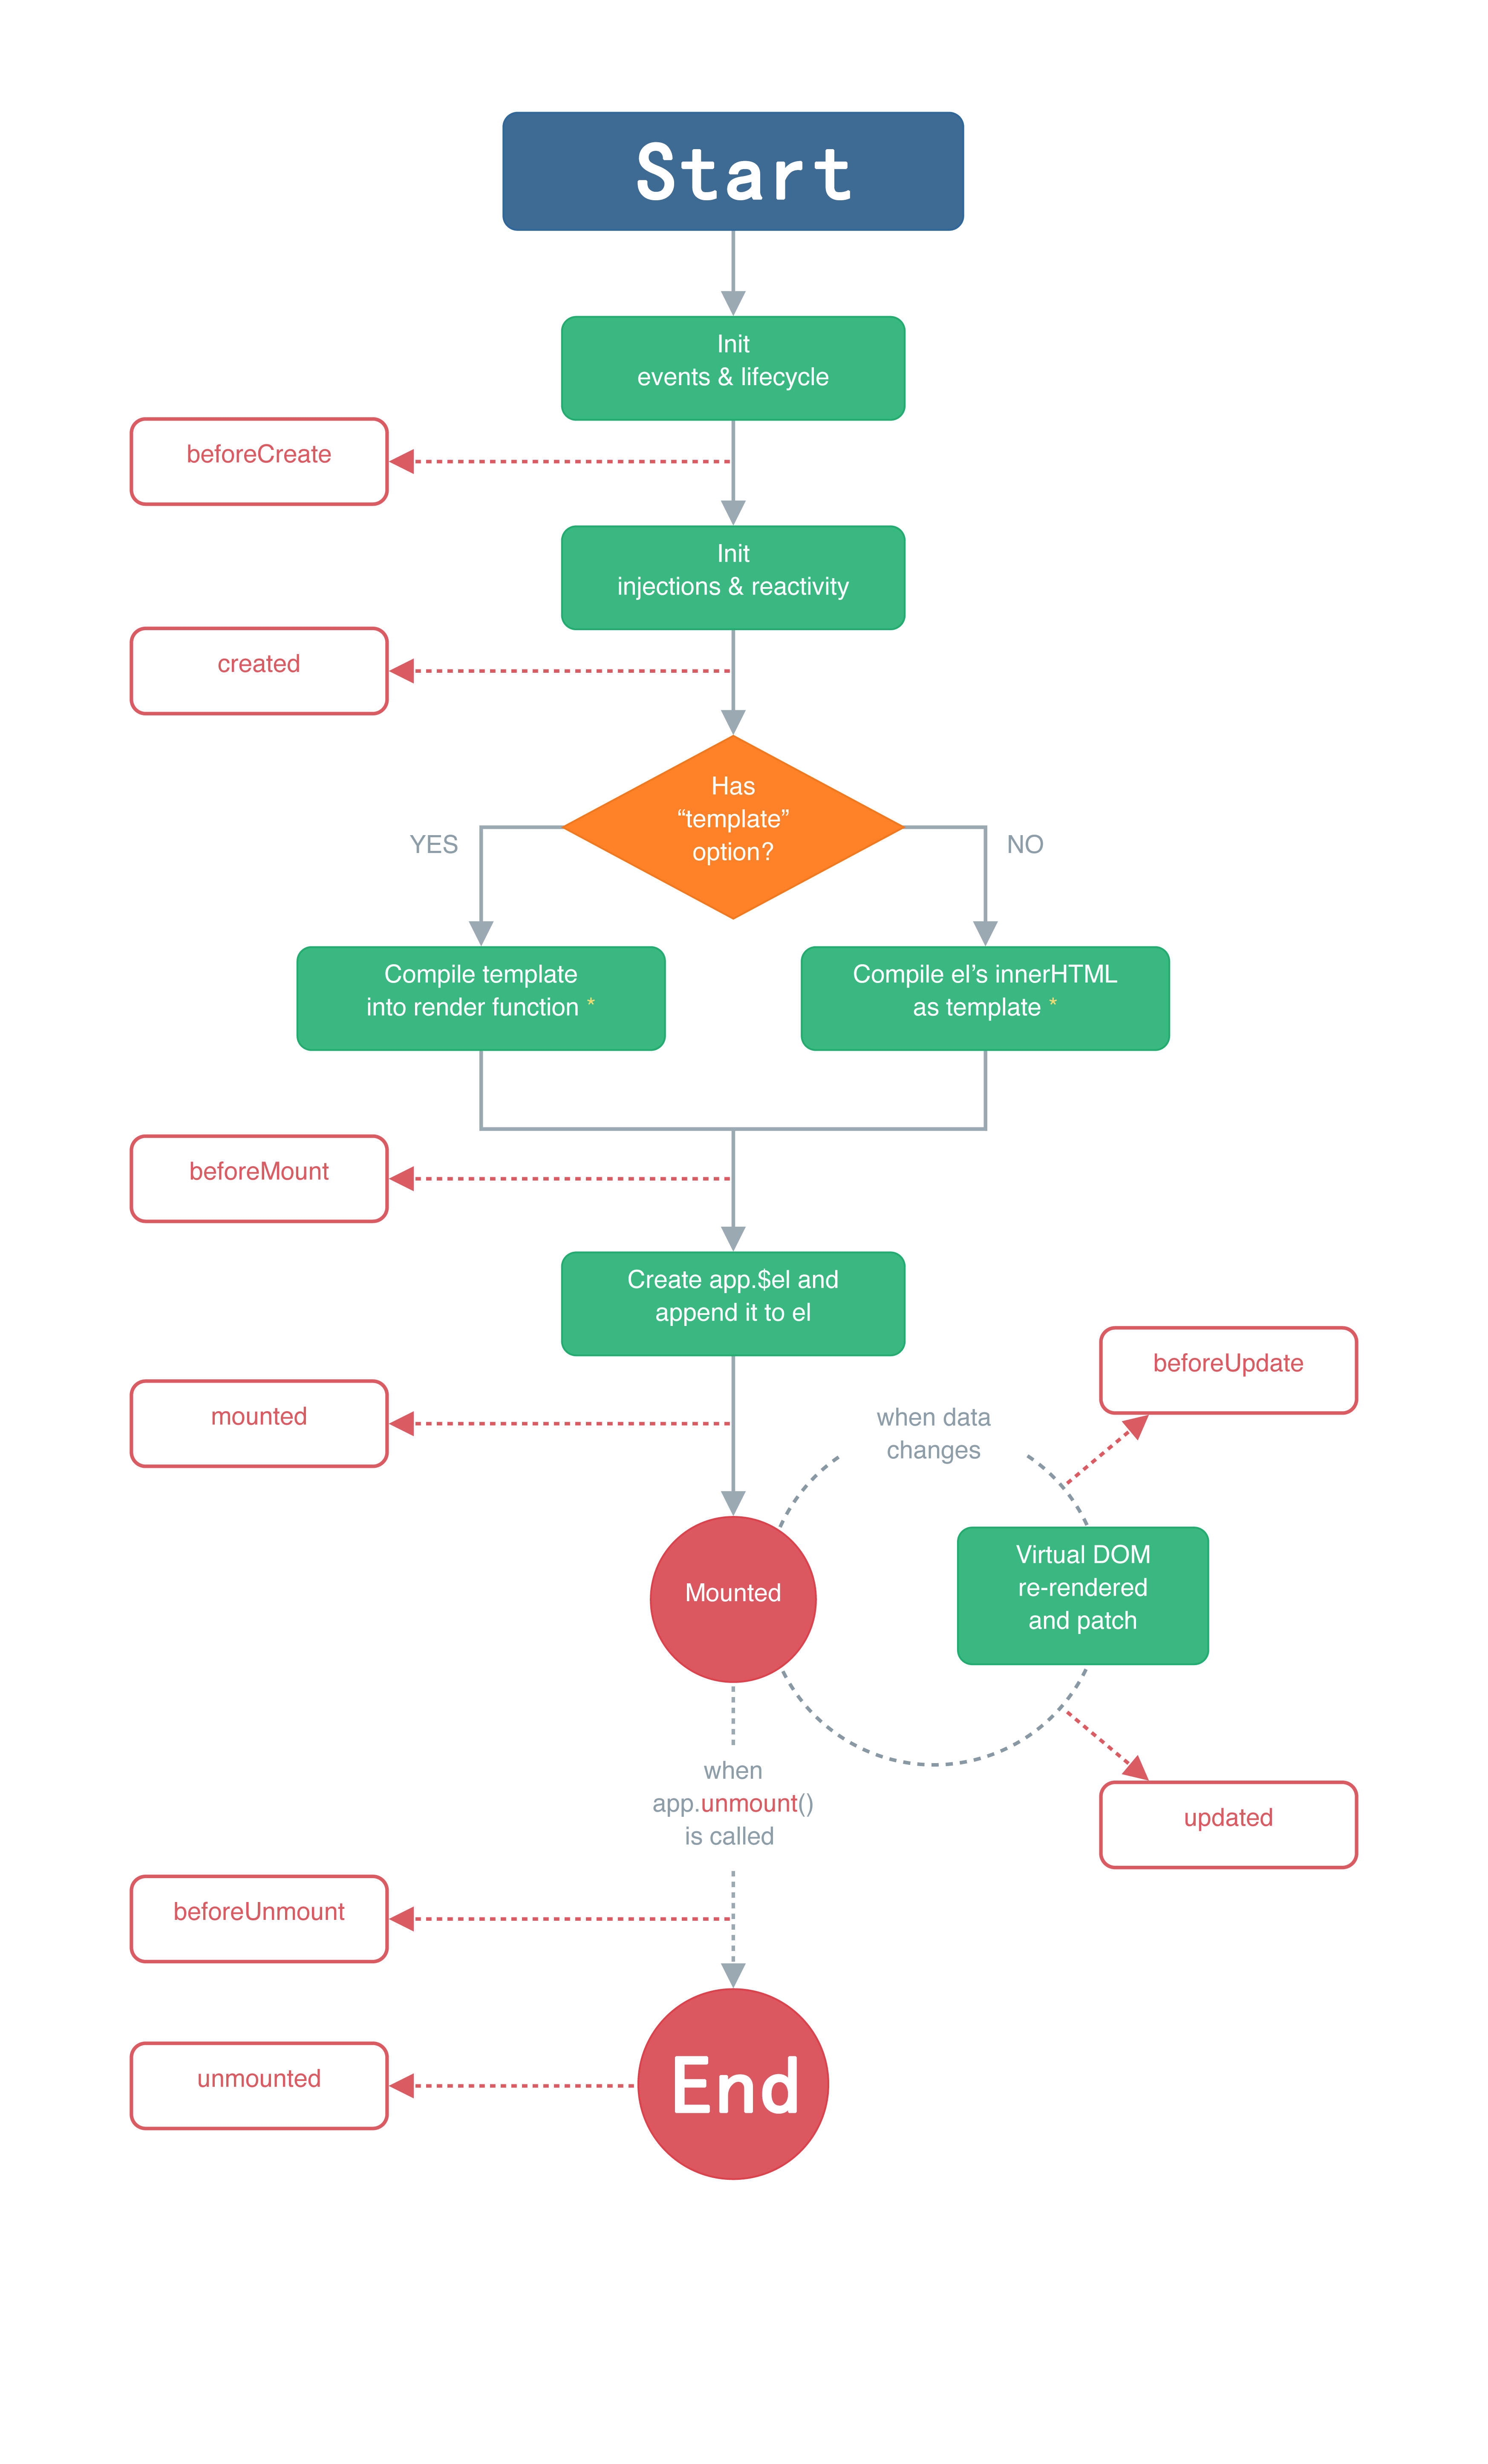 Start
Init
events & lifecycle
beforeCreate
Init
injections & reactivity
created
Has
“template”
option?
YES
NO
Compile template
into render function *
Compile el’s innerHTML
as template *
beforeMount
Create app.$el and
append it to el
beforeUpdate
mounted
when data
changes
Mounted
Virtual DOM
re-rendered
and patch
when
app.unmount()
is called
updated
beforeUnmount
unmounted
End